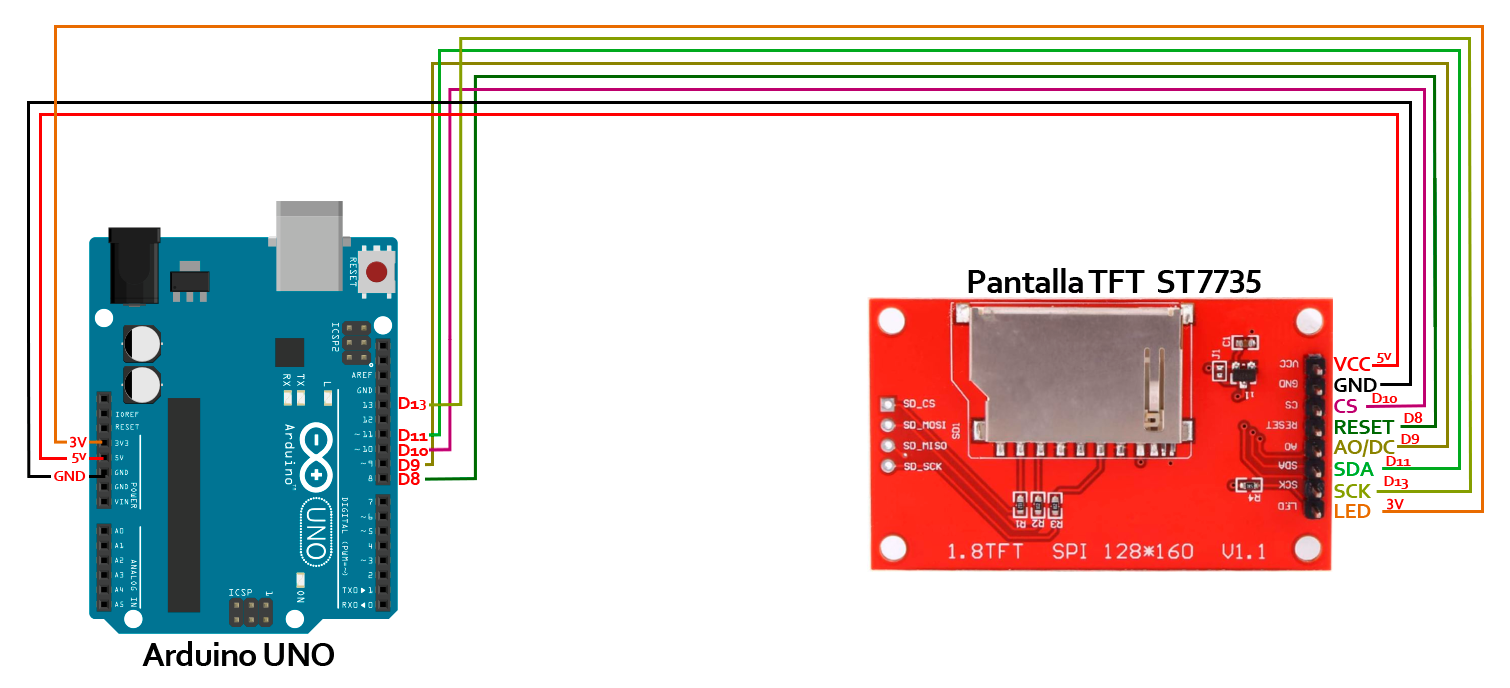 Pantalla TFT ST7735
RESET
ICSP2
AREF
GND
13
12
~11
~10
~9
8
7
~6
~5
4
~3
2
TX0▶1
RX0◀0
RX
TX
L
Arduino™
UNO
DIGITAL (PWM=~)
ON
ICSP
1
IOREF
RESET
3V3
5V
GND
GND
VIN
POWER
A0
A1
A2
A3
A4
A5
ANALOG IN
3V
5V
GND
D13
D11
D10
D9
D8
Arduino UNO
SD_CS
SD_MOSI
SD_MISO
SD_SCK
SD1
R1
R2
R3
R4
C1
J1
VCC
GND
CS
RESET
A0
SDA
SCK
LED
1.8TFT SPI 128*160 V1.1
VCC 5V
GND
CS D10
RESET D8
AO/DC D9
SDA D11
SCK D13
LED 3V